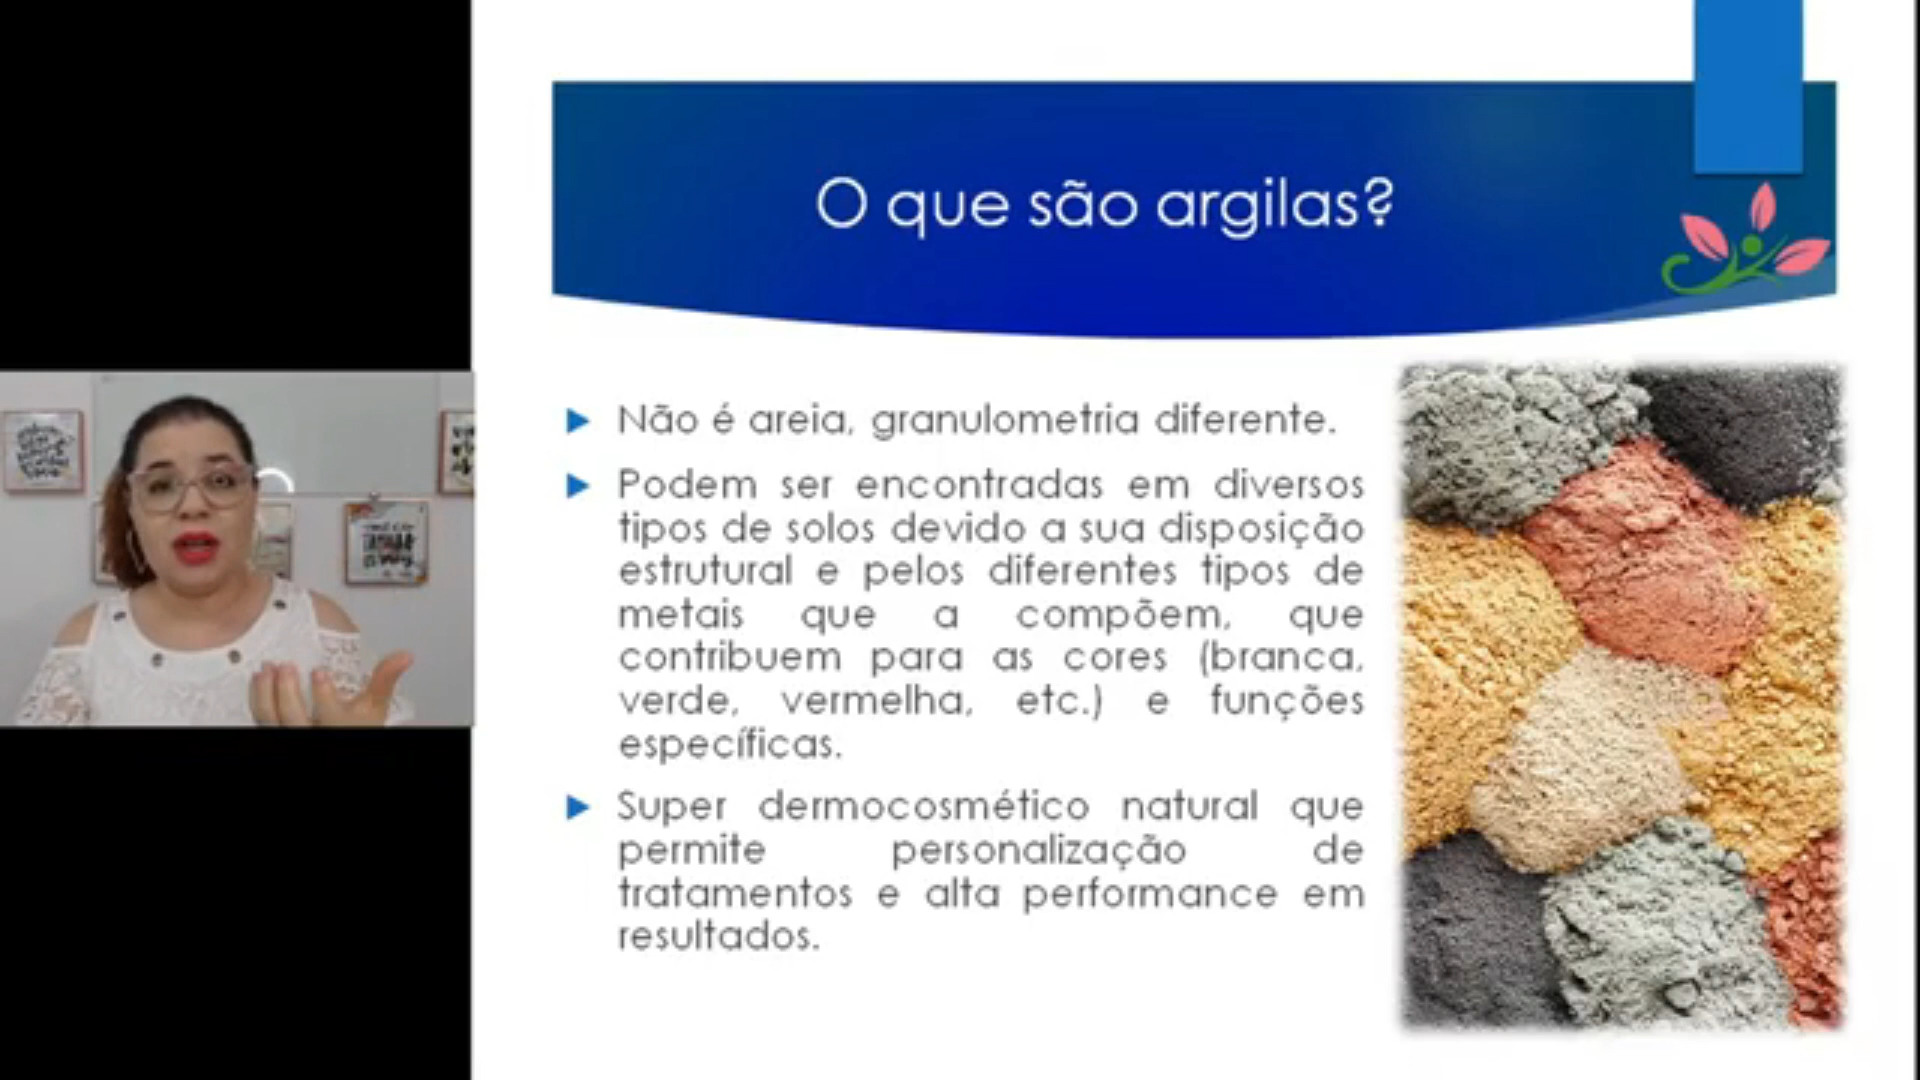 O que são argilas?
Não é areia, granulometria diferente.
Podem ser encontradas em diversos
tipos de solos devido a sua disposição
estrutural e pelos diferentes tipos de
metais que a compõem, que
contribuem para as cores (branca,
verde, vermelha, etc.) e funções
específicas.
Super dermocosmético natural que
permite personalização de
tratamentos e alta performance em
resultados.